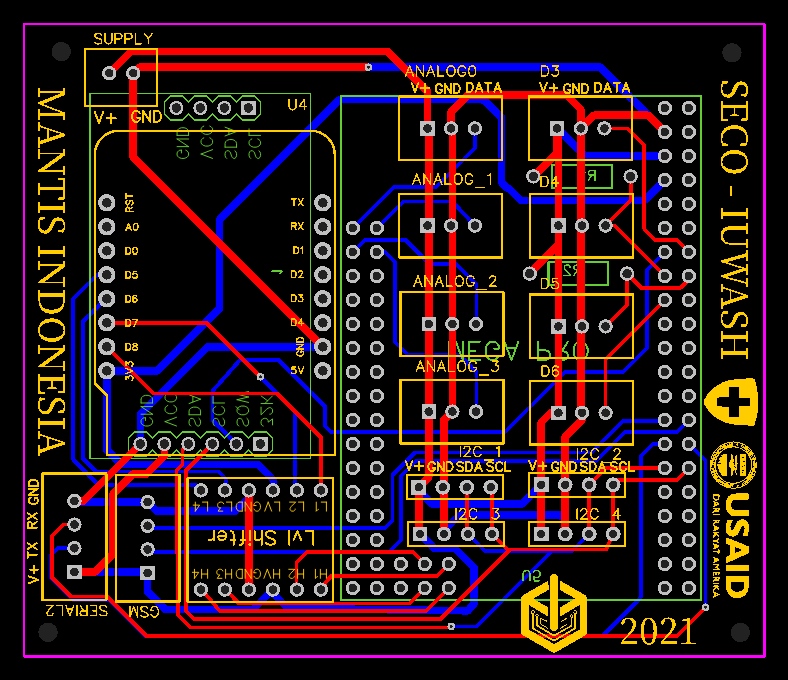 SUPPLY
V+ GND
MANTIS INDONESIA
U4
GND
VCC
SDA
SCL
RST
A0
D0
D5
D6
D7
D8
3V3
TX
RX
D1
D2
D3
D4
GND
5V
GND
VCC
SDA
SCL
SQW
32K
ANALOG0
V+ GND DATA
D3
V+ GND DATA
R1
ANALOG_1
D4
R2
ANALOG_2
D5
MEGA PRO
ANALOG_3
D6
I2C_1
V+ GND SDA SCL
I2C_2
V+ GND SDA SCL
I2C_3
I2C_4
V+ TX RX GND
SERIAL2
GSM
L4 L3 GND LV L2 L1
Lvl Shifter
H4 H3 GND HV H2 H1
U6
2021
SECO - IUWASH
USAID
DARI RAKYAT AMERIKA